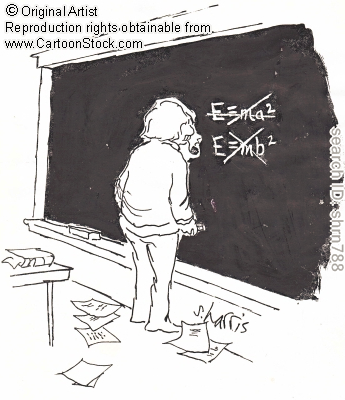 © Original Artist
Reproduction rights obtainable from
www.CartoonStock.com
E=ma²
E=mb²
S. Harris
search ID: shrn788